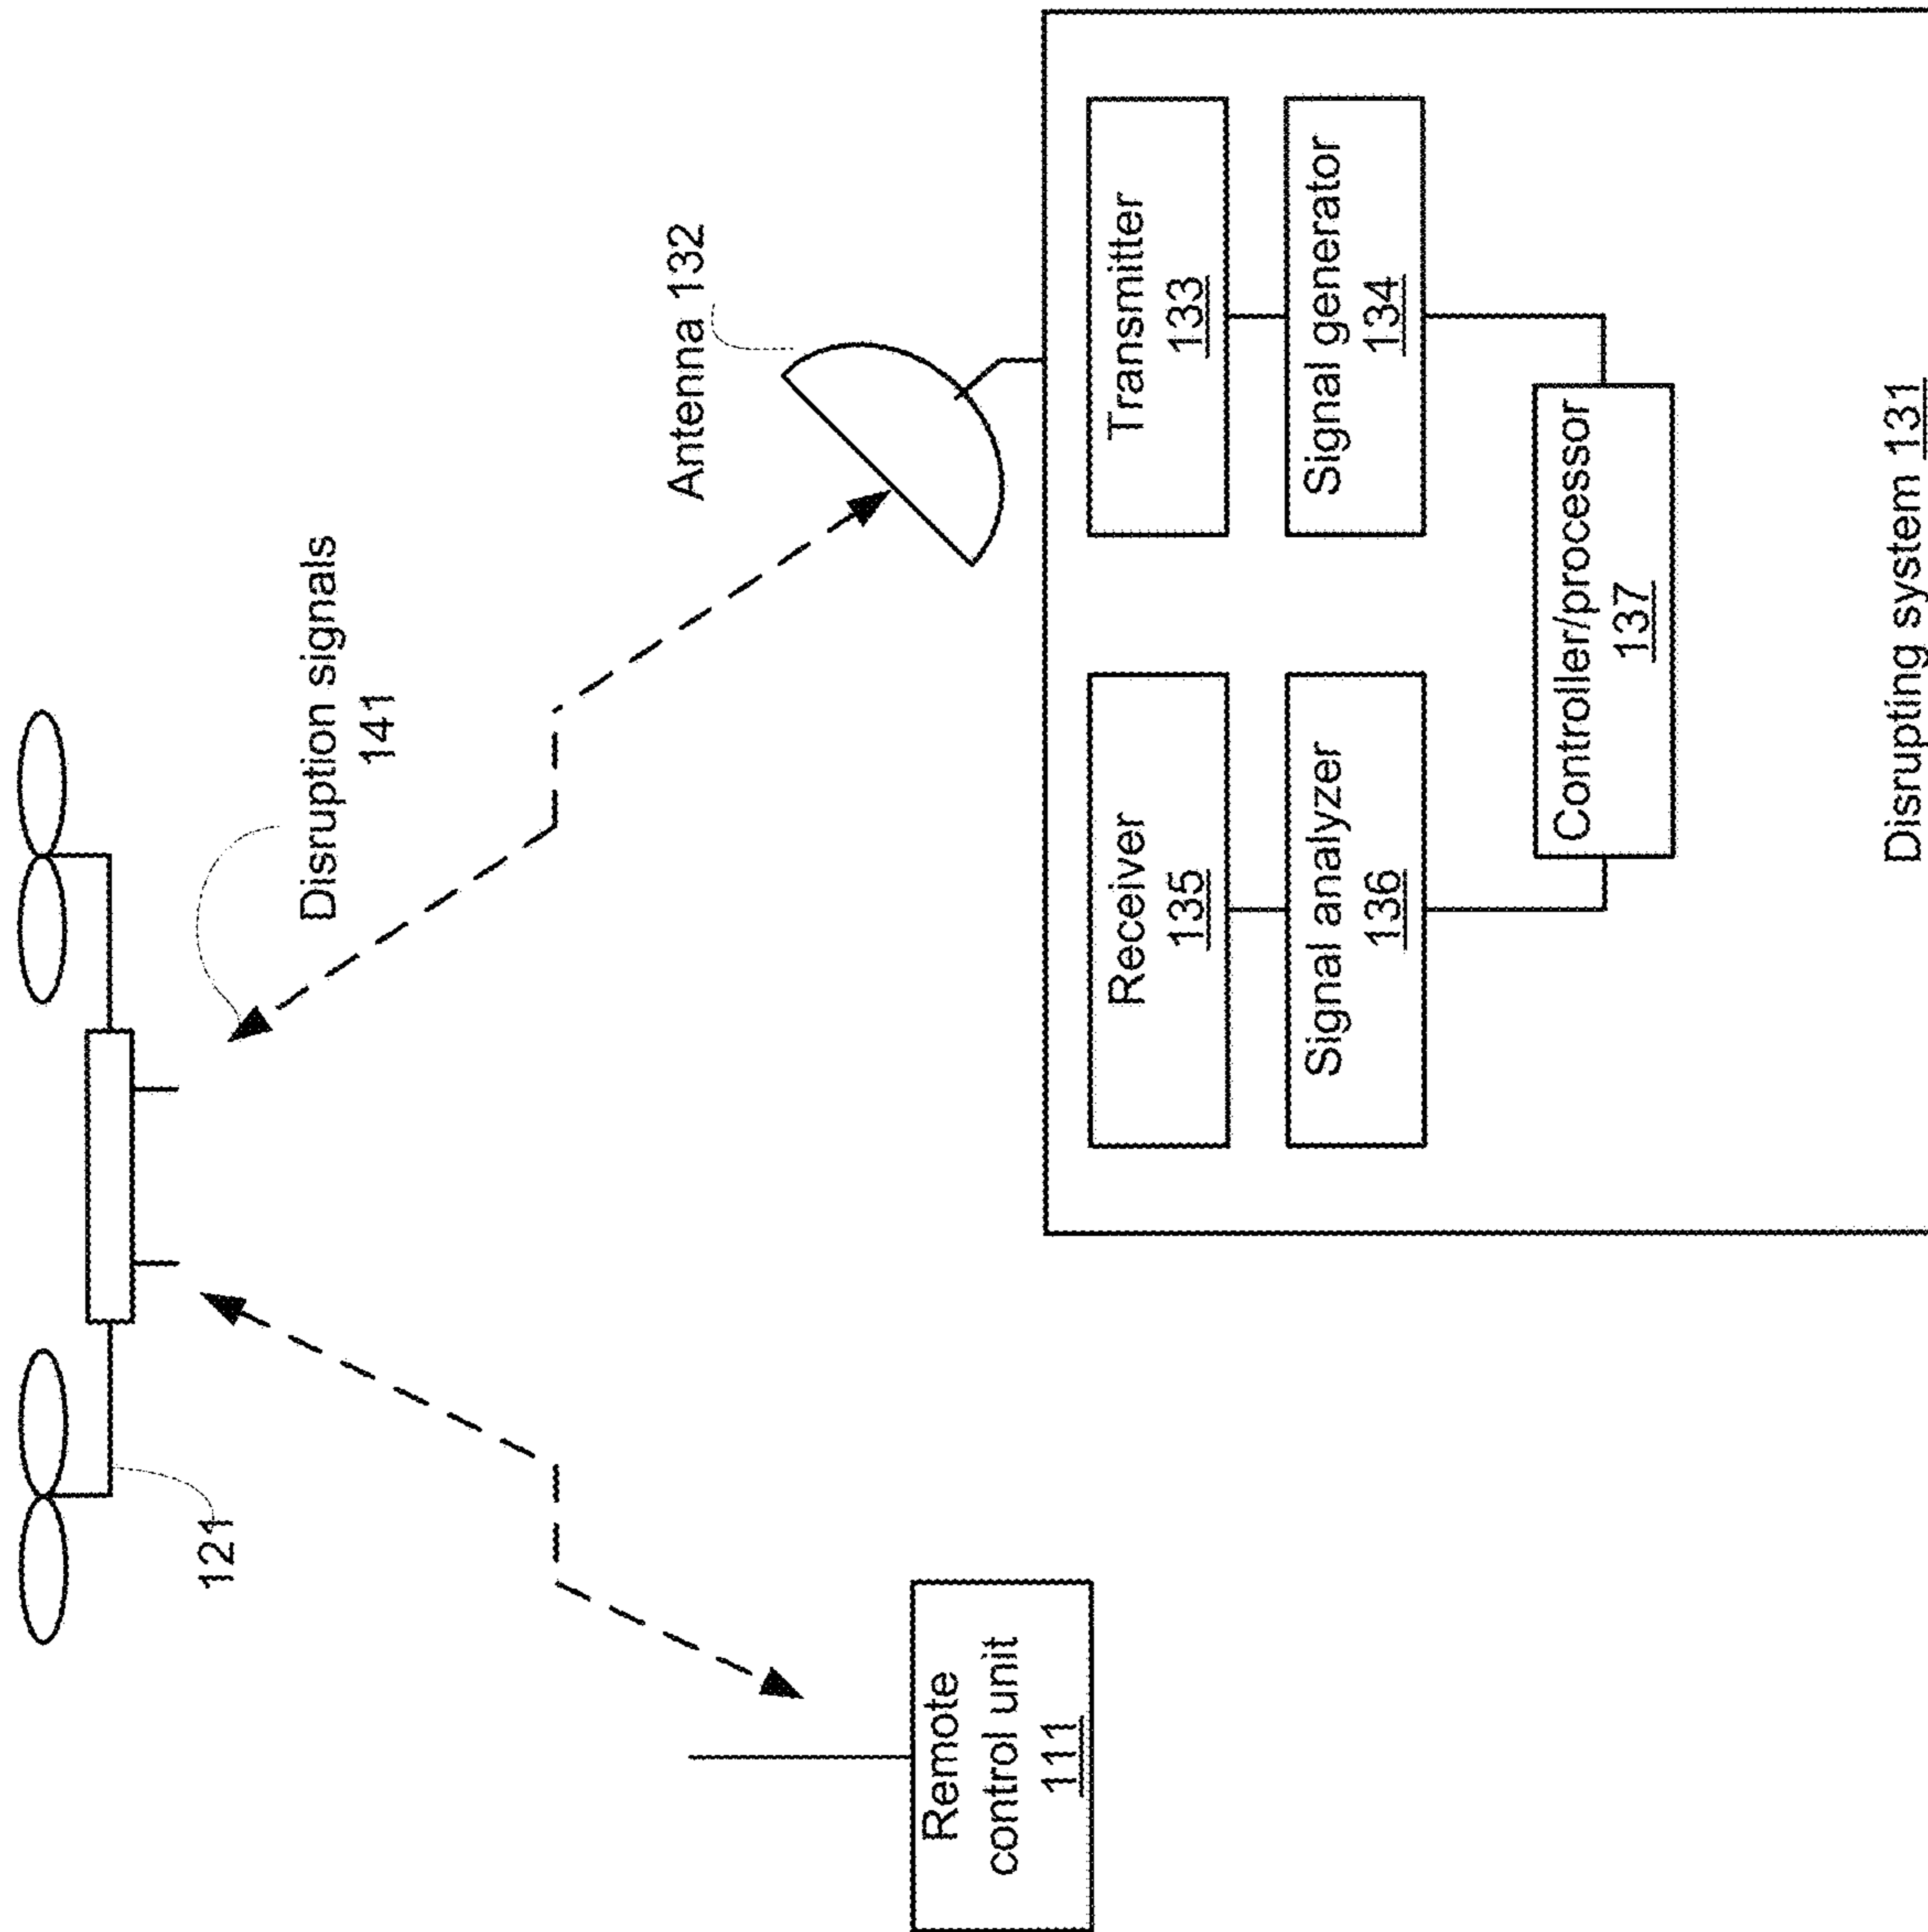 121
Disruption signals
141
Antenna 132
Remote
control unit
111
Receiver
135
Transmitter
133
Signal analyzer
136
Signal generator
134
Controller/processor
137
Disrupting system 131